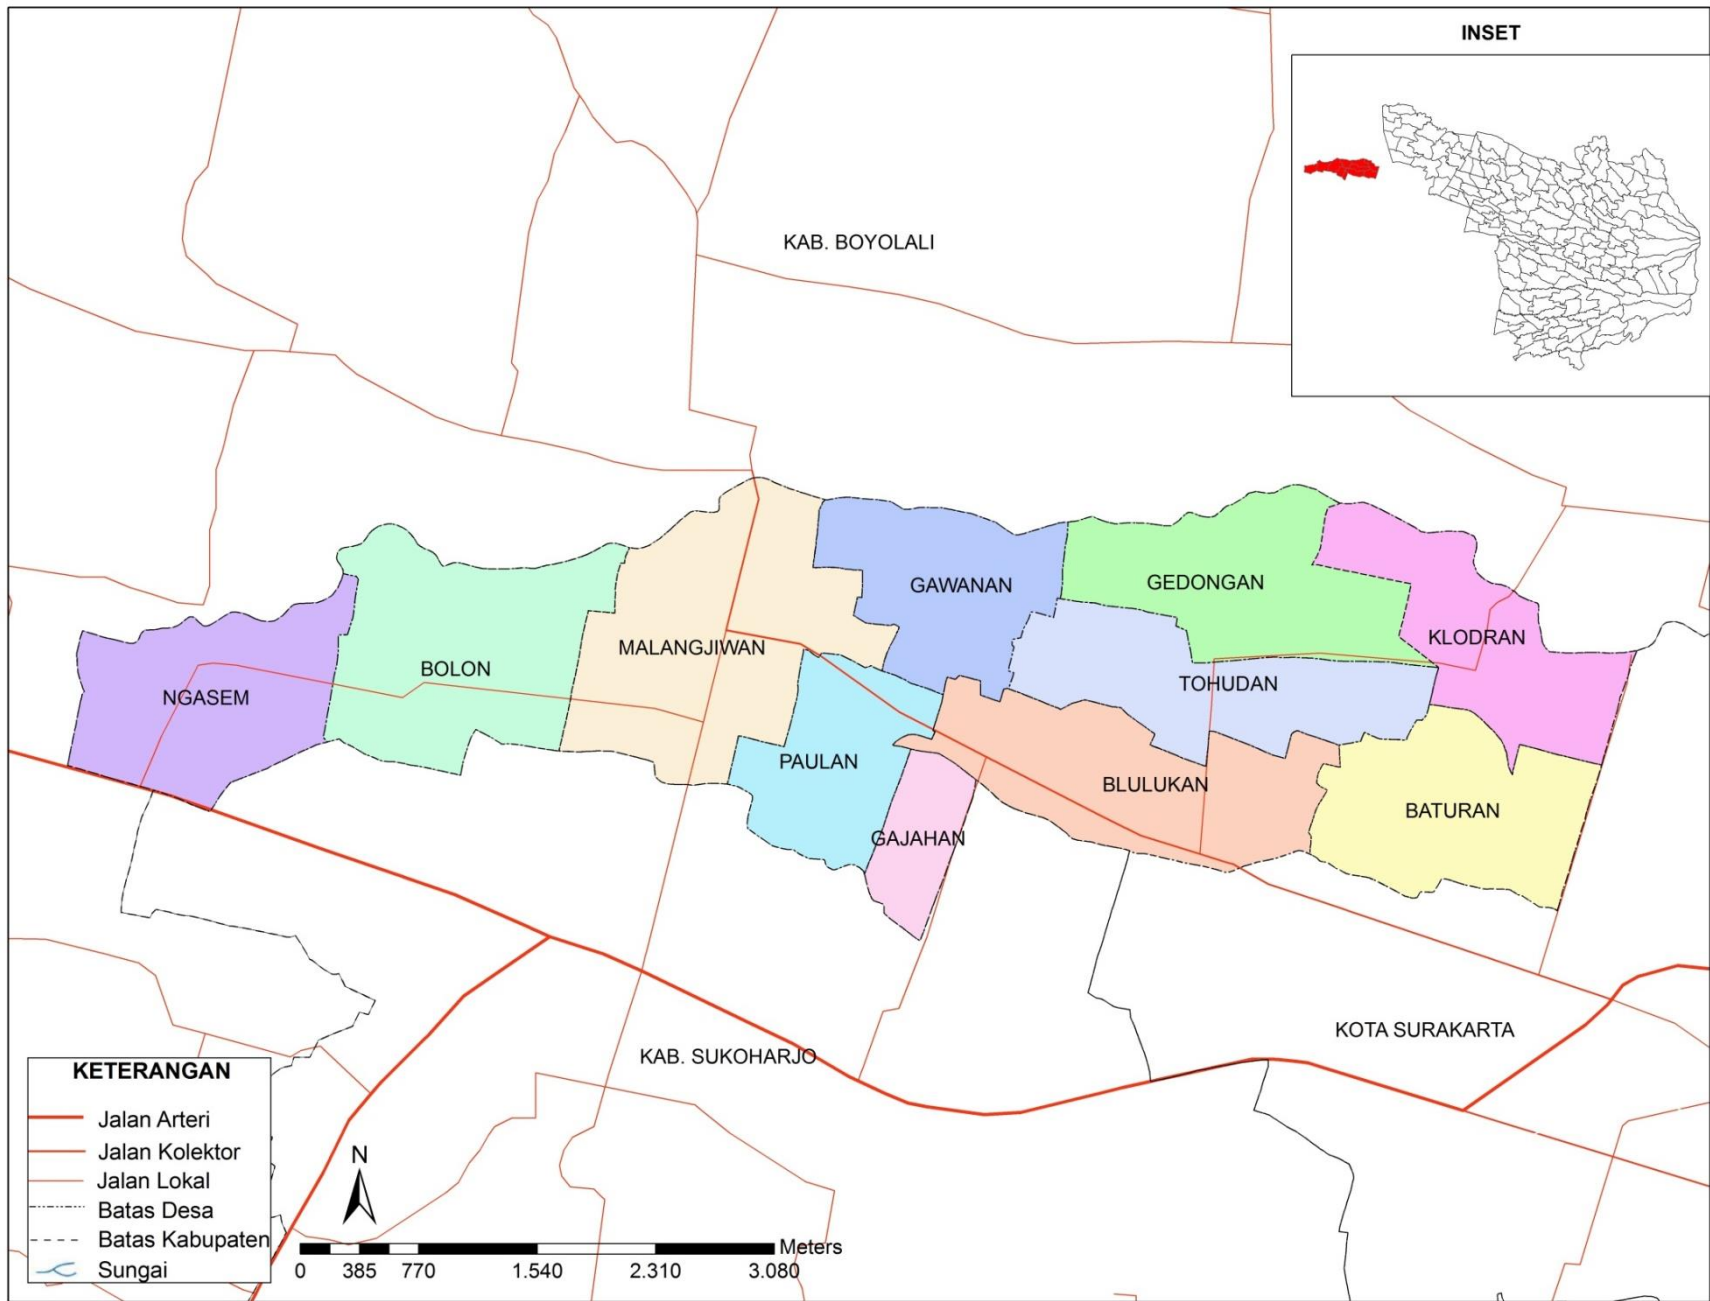 INSET
KAB. BOYOLALI
GAWANAN
GEDONGAN
KLODRAN
MALANGJIWAN
BOLON
TOHUDAN
NGASEM
PAULAN
BLULUKAN
BATURAN
GAJAHAN
KOTA SURAKARTA
KAB. SUKOHARJO
KETERANGAN
Jalan Arteri
Jalan Kolektor
Jalan Lokal
Batas Desa
Batas Kabupaten
Sungai
N
Meters
0 385 770 1.540 2.310 3.080